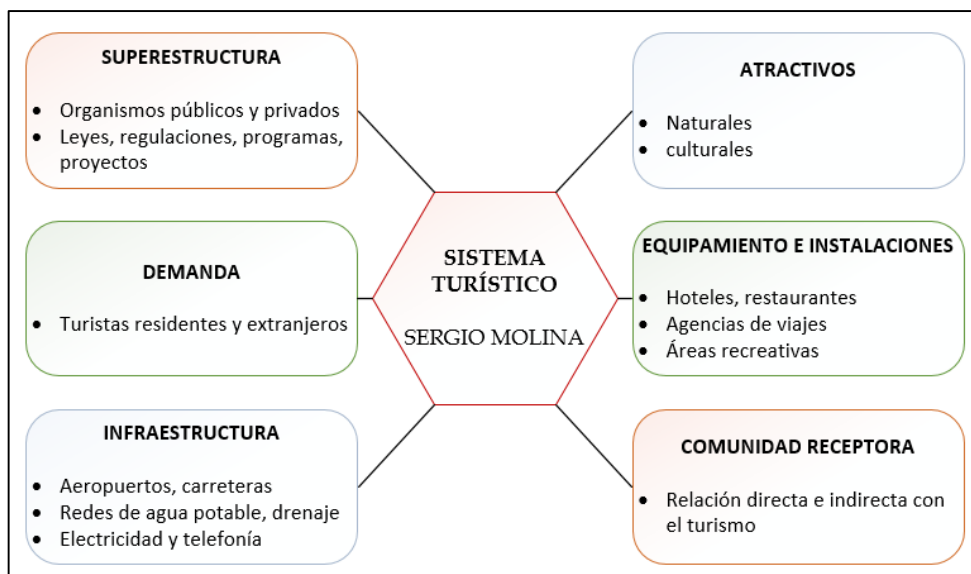 SUPERESTRUCTURA
• Organismos públicos y privados
• Leyes, regulaciones, programas,
proyectos
DEMANDA
• Turistas residentes y extranjeros
INFRAESTRUCTURA
• Aeropuertos, carreteras
• Redes de agua potable, drenaje
• Electricidad y telefonía
SISTEMA
TURÍSTICO
SERGIO MOLINA
ATRACTIVOS
• Naturales
• culturales
EQUIPAMIENTO E INSTALACIONES
• Hoteles, restaurantes
• Agencias de viajes
• Áreas recreativas
COMUNIDAD RECEPTORA
• Relación directa e indirecta con
el turismo